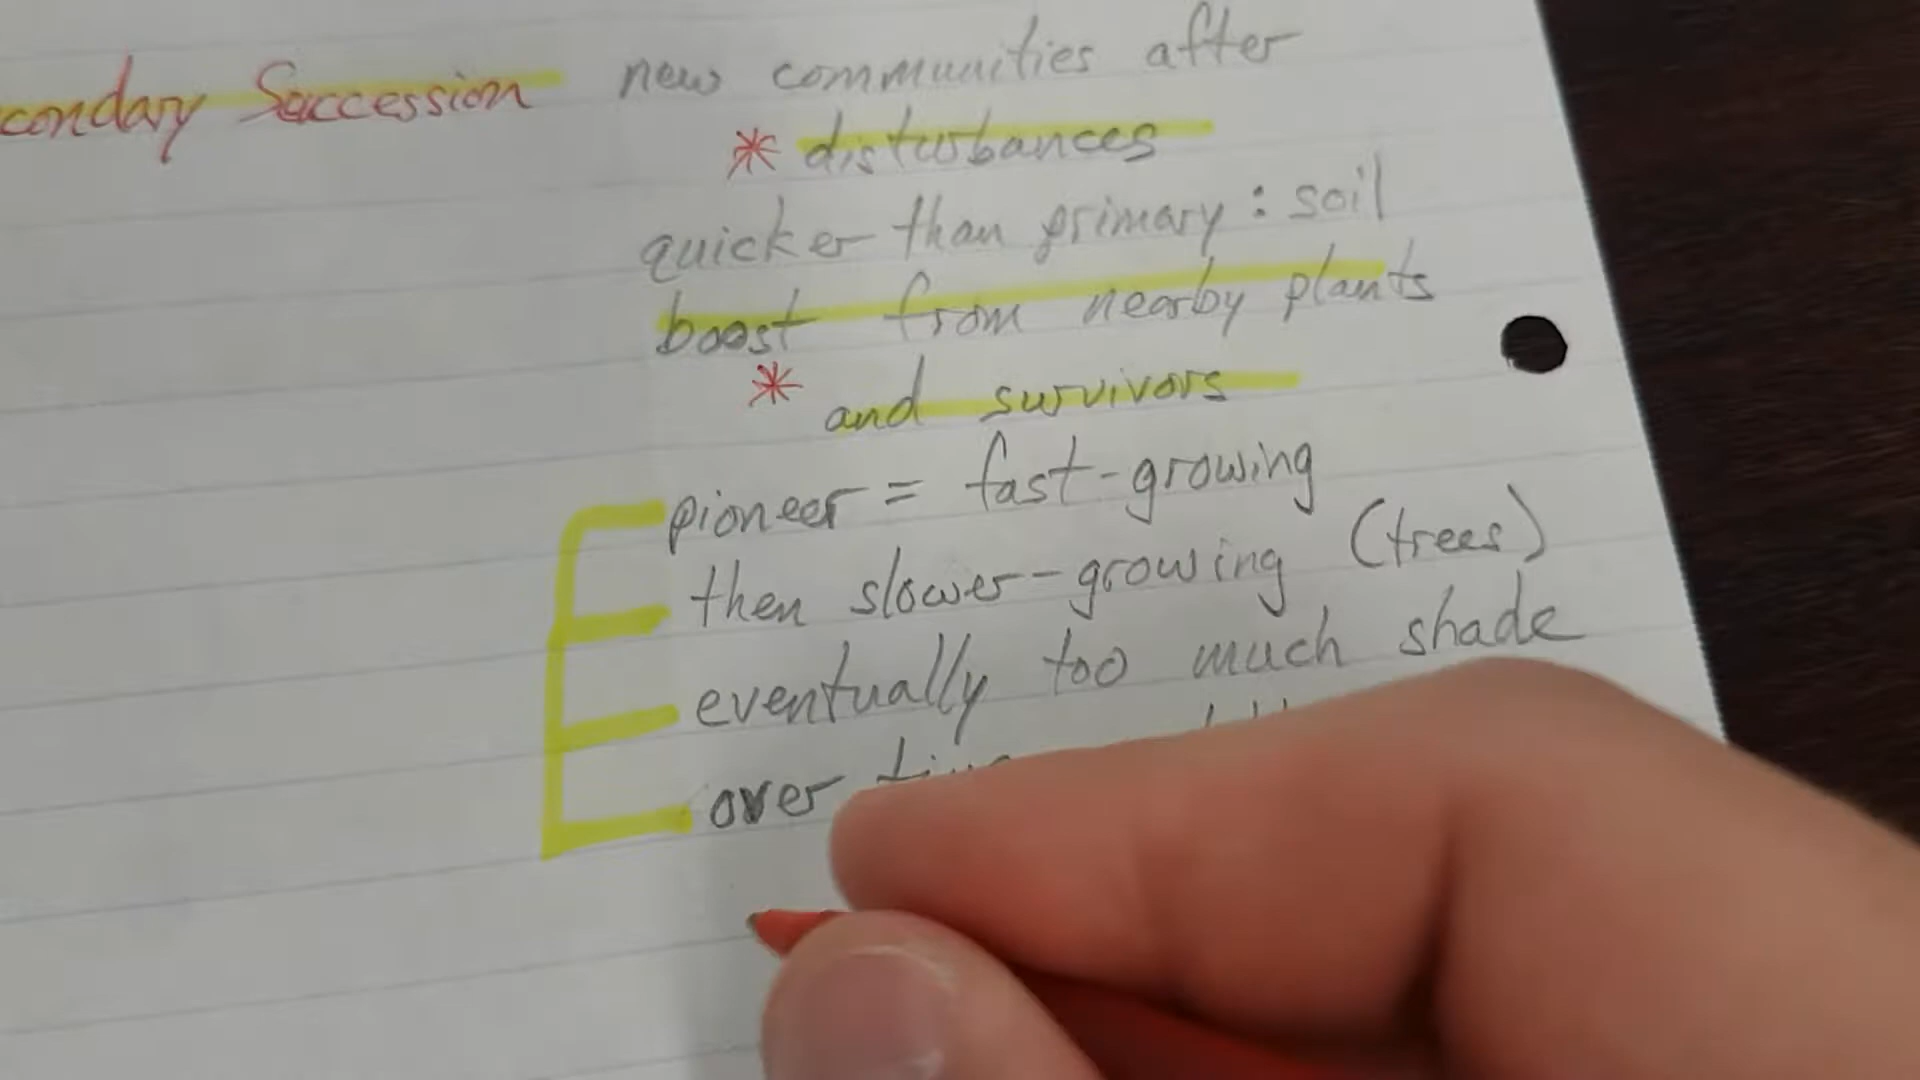 condary Succession new communities after
* disturbances
quicker than primary : soil
boost from nearby plants
* and survivors
pioneer = fast-growing
then slower-growing (trees)
eventually too much shade
over